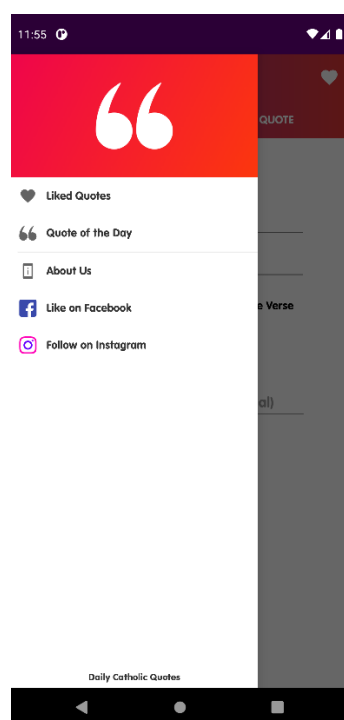 11:55
QUOTE
Liked Quotes
Quote of the Day
About Us
Like on Facebook
e Verse
Follow on Instagram
al)
Daily Catholic Quotes